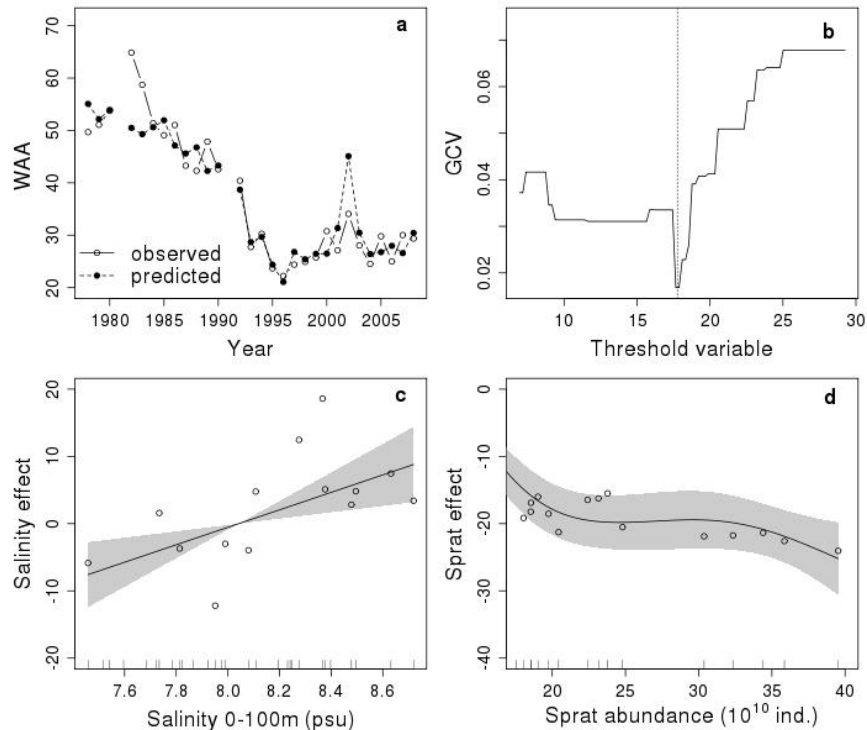 a
70
60
50
40
30
20
WAA
observed
predicted
1980 1985 1990 1995 2000 2005
Year
b
0.06
0.04
0.02
GCV
10 15 20 25 30
Threshold variable
c
20
10
0
-10
-20
Salinity effect
7.6 7.8 8.0 8.2 8.4 8.6
Salinity 0-100m (psu)
d
0
-10
-20
-30
-40
Sprat effect
20 25 30 35 40
Sprat abundance (10¹⁰ ind.)